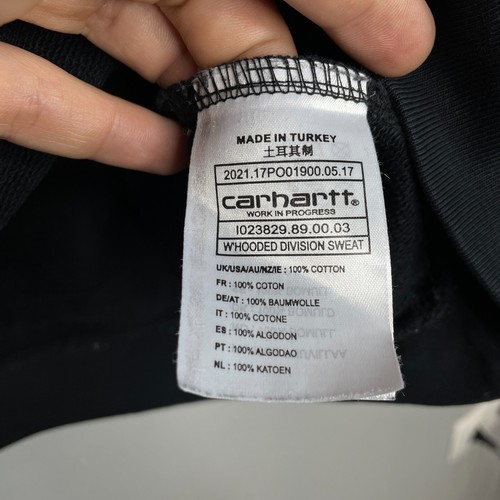 MADE IN TURKEY
土耳其制
2021.17PO01900.05.17
carhartt®
WORK IN PROGRESS
I023829.89.00.03
W'HOODED DIVISION SWEAT
UK/USA/AU/NZ/IE : 100% COTTON
FR : 100% COTON
DE/AT : 100% BAUMWOLLE
IT : 100% COTONE
ES : 100% ALGODON
PT : 100% ALGODAO
NL : 100% KATOEN